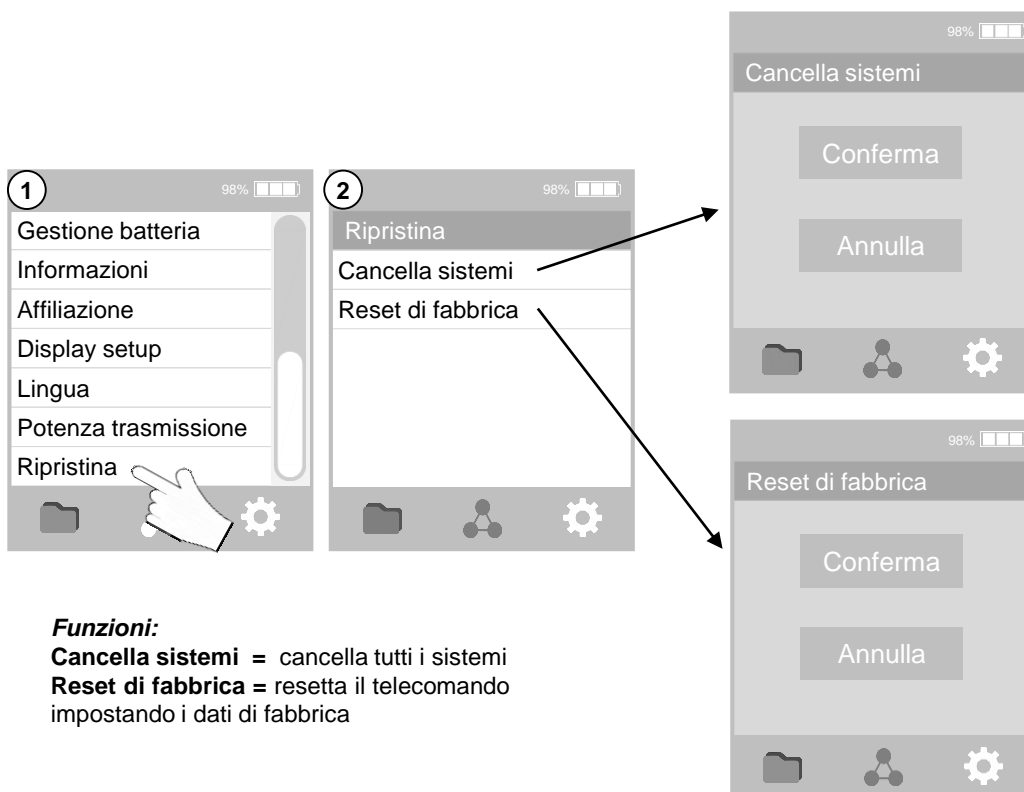 1
98%
Gestione batteria
Informazioni
Affiliazione
Display setup
Lingua
Potenza trasmissione
Ripristina
2
98%
Ripristina
Cancella sistemi
Reset di fabbrica
98%
Cancella sistemi
Conferma
Annulla
98%
Reset di fabbrica
Conferma
Annulla
Funzioni:
Cancella sistemi = cancella tutti i sistemi
Reset di fabbrica = resetta il telecomando
impostando i dati di fabbrica